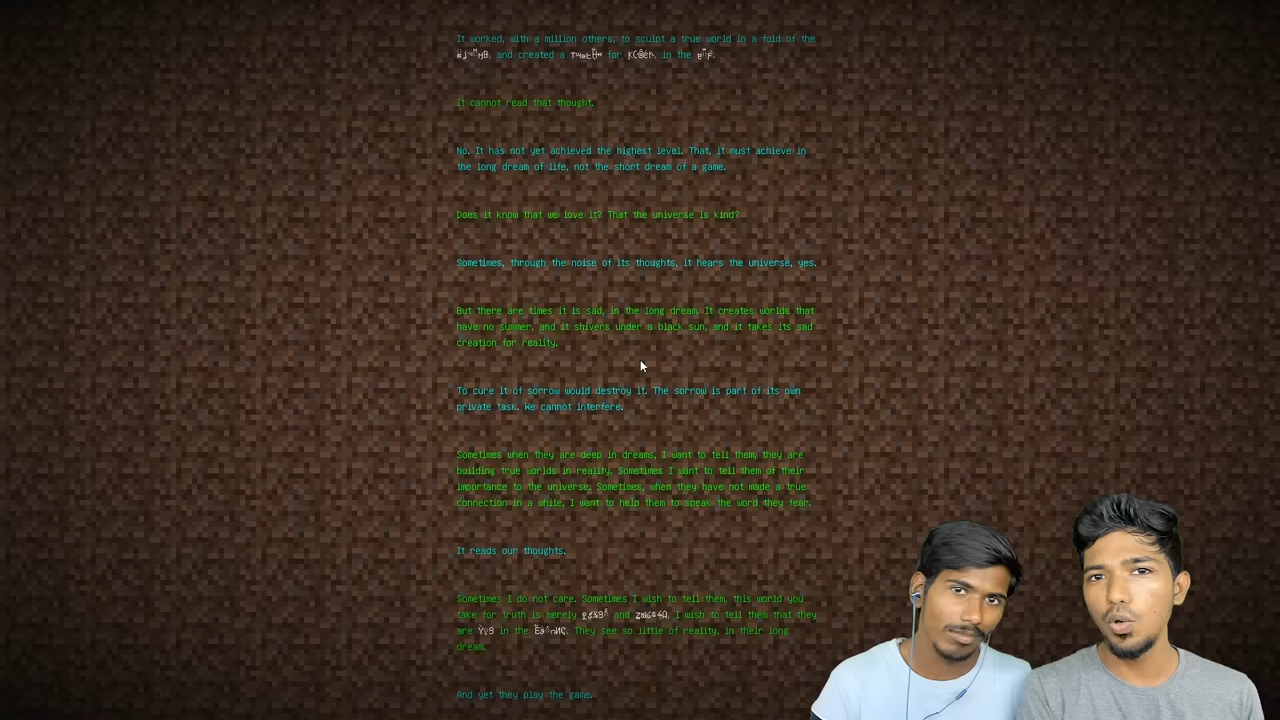 It worked, with a million others, to sculpt a true world in a fold of the
and created a for in the
It cannot read that thought.
No. It has not yet achieved the highest level. That, it must achieve in
the long dream of life, not the short dream of a game.
Does it know that we love it? That the universe is kind?
Sometimes, through the noise of its thoughts, it hears the universe, yes.
But there are times it is sad, in the long dream. It creates worlds that
have no summer, and it shivers under a black sun, and it takes its sad
creation for reality.
To cure it of sorrow would destroy it. The sorrow is part of its own
private task. We cannot interfere.
Sometimes when they are deep in dreams, I want to tell them, they are
building true worlds in reality. Sometimes I want to tell them of their
importance to the universe. Sometimes, when they have not made a true
connection in a while, I want to help them to speak the word they fear.
It reads our thoughts.
Sometimes I do not care. Sometimes I wish to tell them, this world you
take for truth is merely and I wish to tell them that they
are in the They see so little of reality, in their long
dream.
And yet they play the game.